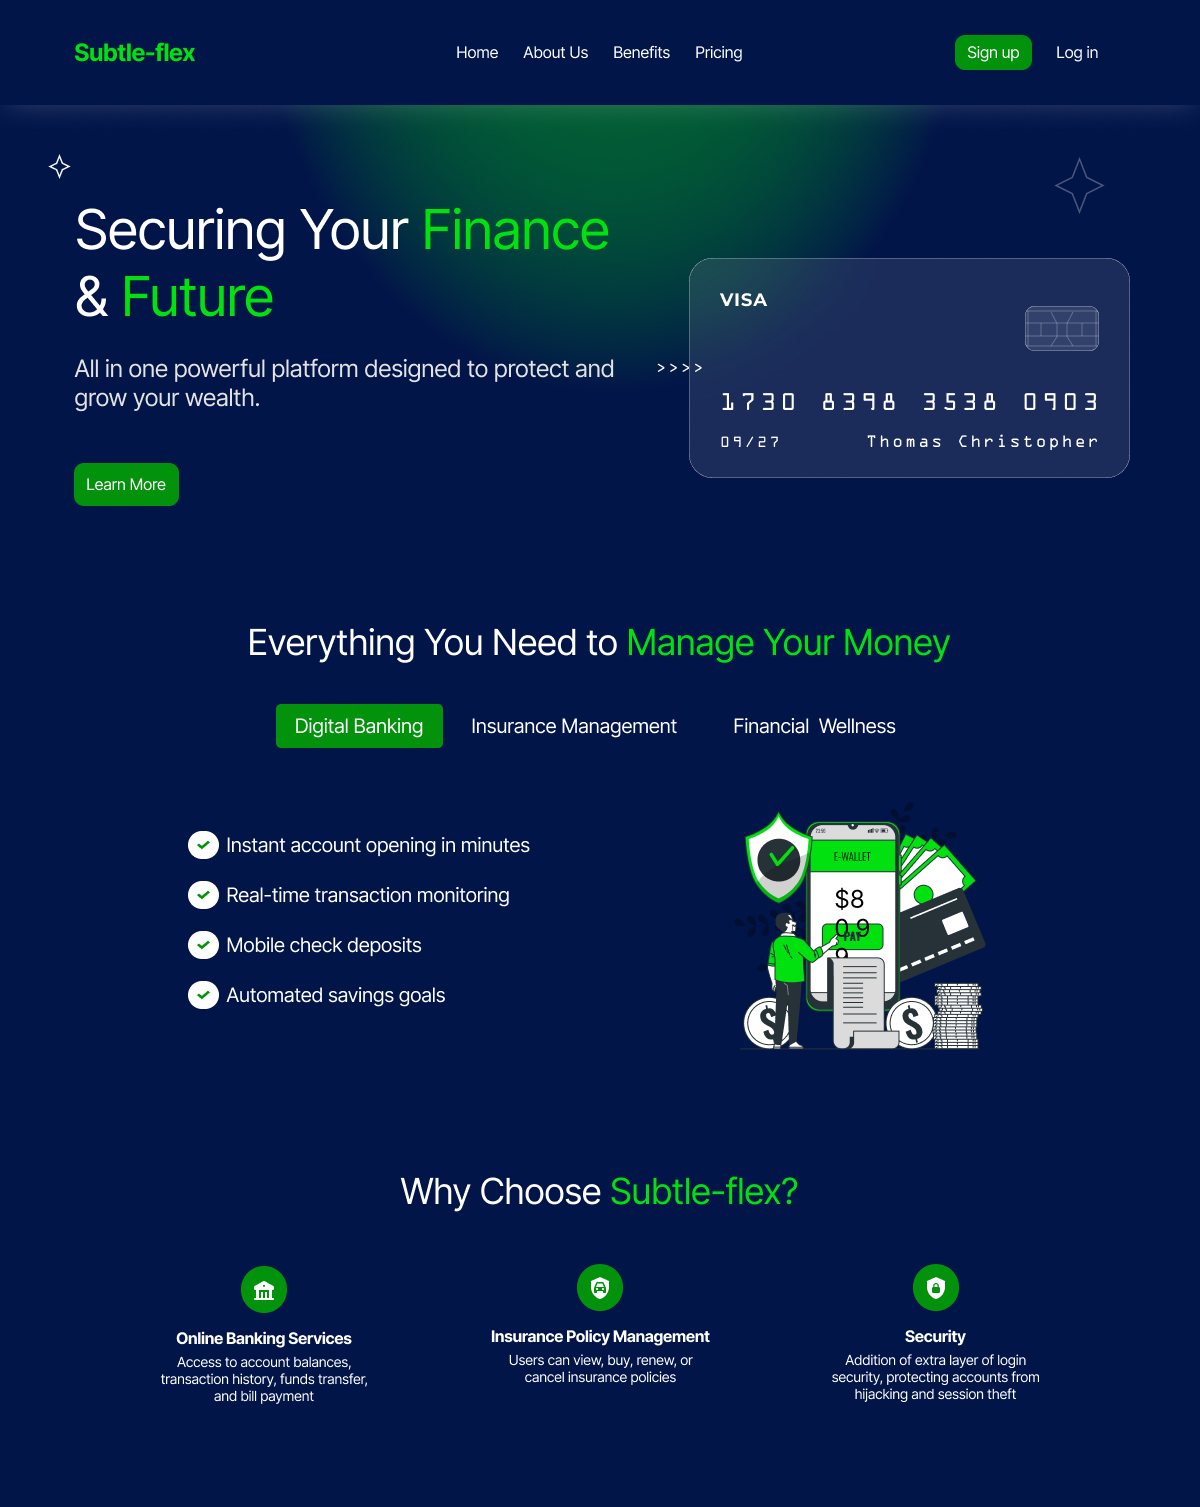 Subtle-flex
Home About Us Benefits Pricing
Sign up Log in
Securing Your Finance
& Future
All in one powerful platform designed to protect and
grow your wealth.
Learn More
>>>>
VISA
1730 8398 3538 0903
09/27 Thomas Christopher
Everything You Need to Manage Your Money
Digital Banking Insurance Management Financial Wellness
Instant account opening in minutes
Real-time transaction monitoring
Mobile check deposits
Automated savings goals
E-WALLET
$8
0.9
9
PAY
$
$
Why Choose Subtle-flex?
Online Banking Services
Access to account balances,
transaction history, funds transfer,
and bill payment
Insurance Policy Management
Users can view, buy, renew, or
cancel insurance policies
Security
Addition of extra layer of login
security, protecting accounts from
hijacking and session theft